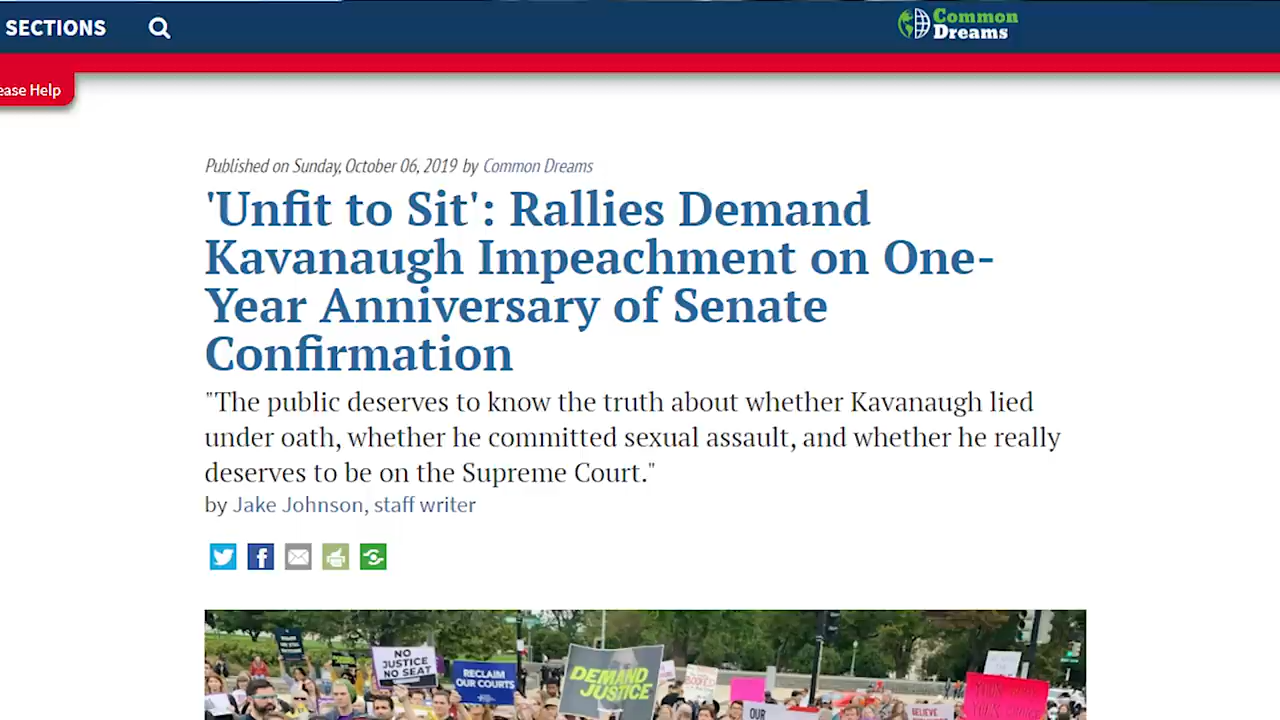 SECTIONS
Common
Dreams
ease Help
Published on Sunday, October 06, 2019 by Common Dreams
'Unfit to Sit': Rallies Demand
Kavanaugh Impeachment on One-
Year Anniversary of Senate
Confirmation
"The public deserves to know the truth about whether Kavanaugh lied
under oath, whether he committed sexual assault, and whether he really
deserves to be on the Supreme Court."
by Jake Johnson, staff writer
NO
JUSTICE
NO SEAT
RECLAIM
OUR COURTS
DEMAND
JUSTICE
OUR
BELIEVE